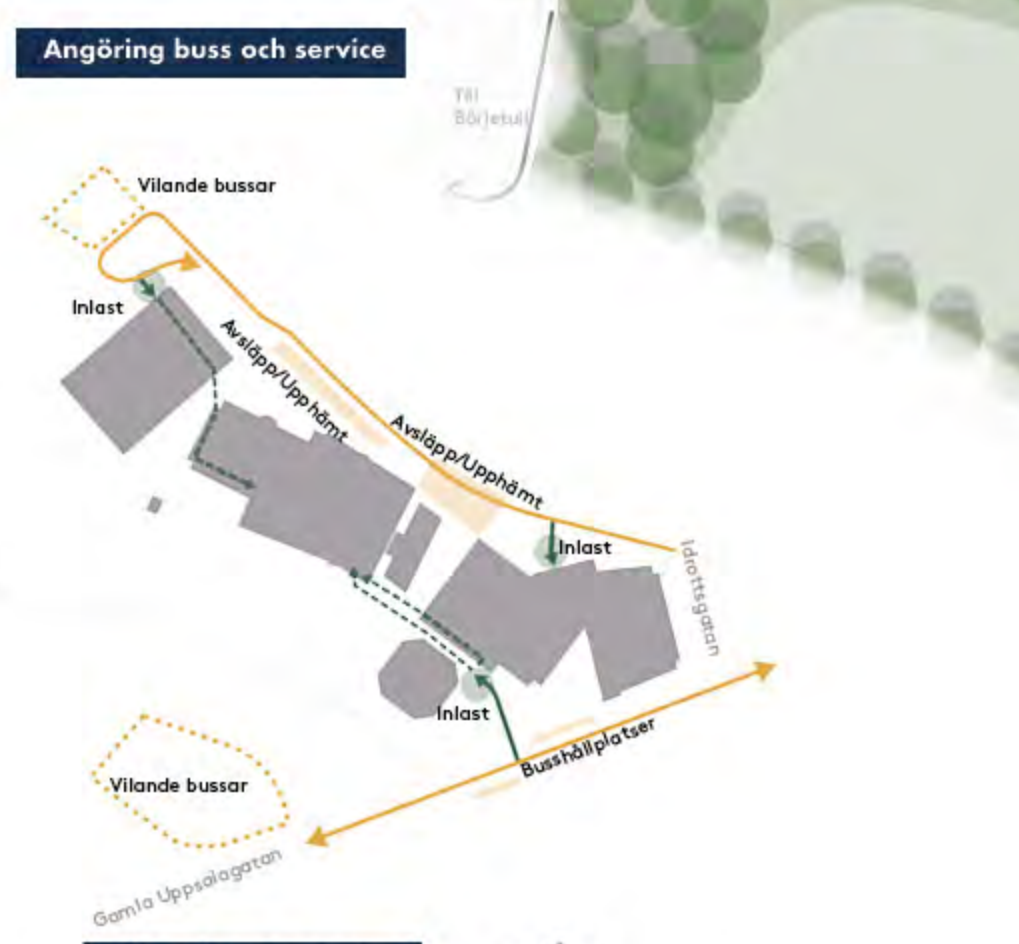 Angöring buss och service
Till
Börjetull
Vilande bussar
Inlast
Avsläpp/Upphämt
Avsläpp/Upphämt
Inlast
Idrottsgatan
Inlast
Busshållplatser
Vilande bussar
Gamla Uppsalagatan